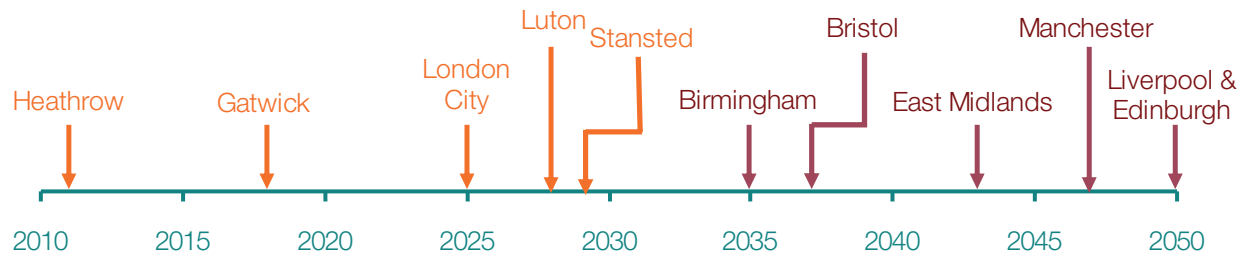 Heathrow
Gatwick
London
City
Luton
Stansted
Birmingham
Bristol
East Midlands
Manchester
Liverpool &
Edinburgh
2010
2015
2020
2025
2030
2035
2040
2045
2050